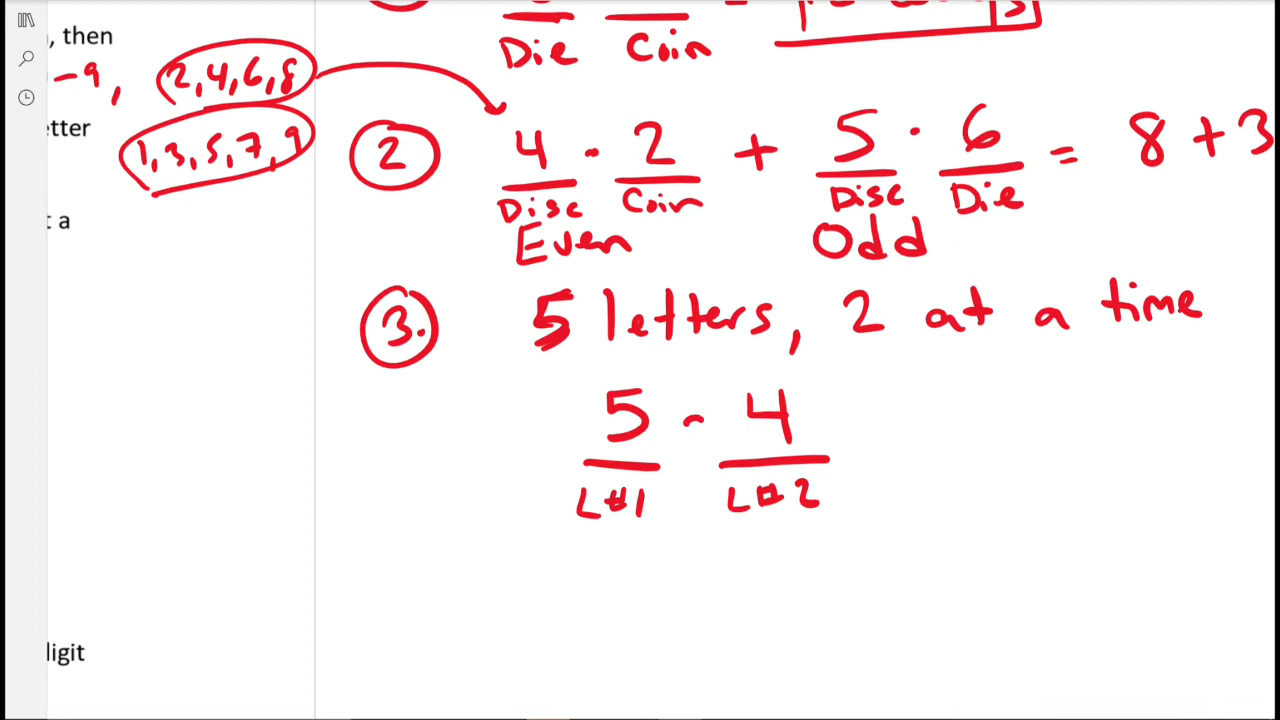 , then
-9, 2,4,6,8
etter
1,3,5,7,9
t a
digit
Die Coin
2 4 · 2 + 5 · 6 = 8 + 3
Disc Coin Disc Die
Even Odd
3. 5 letters, 2 at a time
5 · 4
L#1 L#2